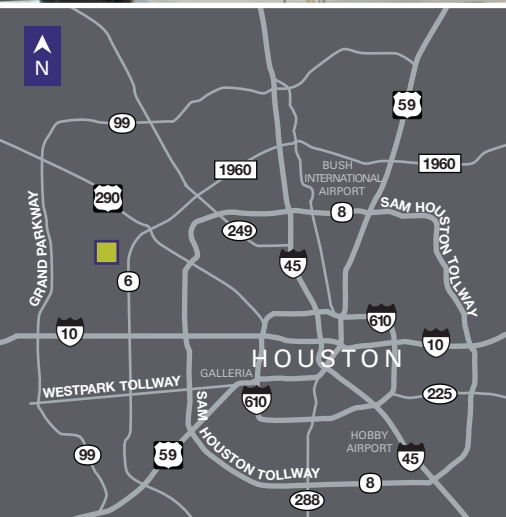 N
59
99
1960
1960
BUSH
INTERNATIONAL
AIRPORT
290
8
SAM HOUSTON TOLLWAY
249
GRAND PARKWAY
45
6
10
610
10
HOUSTON
GALLERIA
WESTPARK TOLLWAY
610
225
SAM HOUSTON TOLLWAY
HOBBY
AIRPORT
99
59
45
8
288